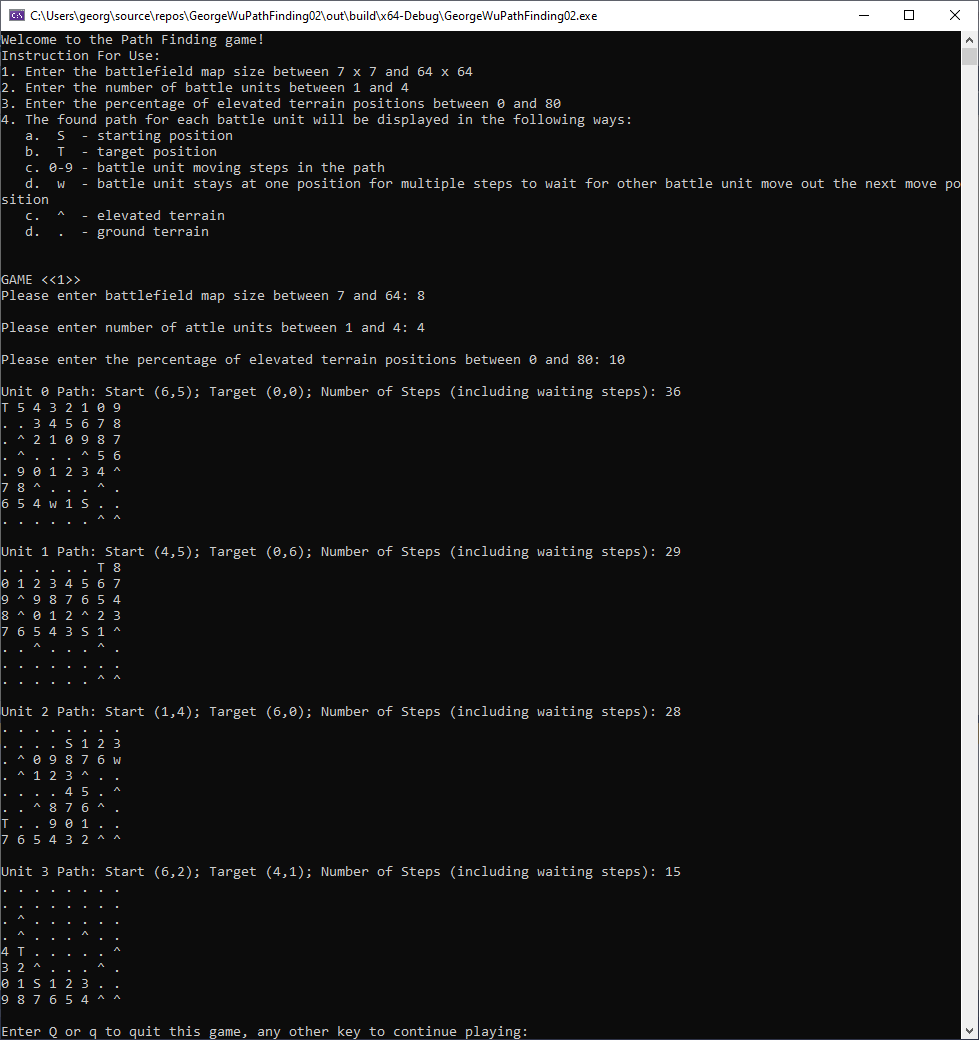 C:\Users\georg\source\repos\GeorgeWuPathFinding02\out\build\x64-Debug\GeorgeWuPathFinding02.exe
Welcome to the Path Finding game!
Instruction For Use:
1. Enter the battlefield map size between 7 x 7 and 64 x 64
2. Enter the number of battle units between 1 and 4
3. Enter the percentage of elevated terrain positions between 0 and 80
4. The found path for each battle unit will be displayed in the following ways:
   a.  S  - starting position
   b.  T  - target position
   c. 0-9 - battle unit moving steps in the path
   d.  w  - battle unit stays at one position for multiple steps to wait for other battle unit move out the next move po
sition
   c.  ^  - elevated terrain
   d.  .  - ground terrain
GAME <<1>>
Please enter battlefield map size between 7 and 64: 8
Please enter number of attle units between 1 and 4: 4
Please enter the percentage of elevated terrain positions between 0 and 80: 10
Unit 0 Path: Start (6,5); Target (0,0); Number of Steps (including waiting steps): 36
T 5 4 3 2 1 0 9
. . 3 4 5 6 7 8
. ^ 2 1 0 9 8 7
. ^ . . . ^ 5 6
. 9 0 1 2 3 4 ^
7 8 ^ . . . ^ .
6 5 4 w 1 S . .
. . . . . . ^ ^
Unit 1 Path: Start (4,5); Target (0,6); Number of Steps (including waiting steps): 29
. . . . . . T 8
0 1 2 3 4 5 6 7
9 ^ 9 8 7 6 5 4
8 ^ 0 1 2 ^ 2 3
7 6 5 4 3 S 1 ^
. . ^ . . . ^ .
. . . . . . . .
. . . . . . ^ ^
Unit 2 Path: Start (1,4); Target (6,0); Number of Steps (including waiting steps): 28
. . . . . . . .
. . . . S 1 2 3
. ^ 0 9 8 7 6 w
. ^ 1 2 3 ^ . .
. . . . 4 5 . ^
. . ^ 8 7 6 ^ .
T . . 9 0 1 . .
7 6 5 4 3 2 ^ ^
Unit 3 Path: Start (6,2); Target (4,1); Number of Steps (including waiting steps): 15
. . . . . . . .
. . . . . . . .
. ^ . . . . . .
. ^ . . . ^ . .
4 T . . . . . ^
3 2 ^ . . . ^ .
0 1 S 1 2 3 . .
9 8 7 6 5 4 ^ ^
Enter Q or q to quit this game, any other key to continue playing: